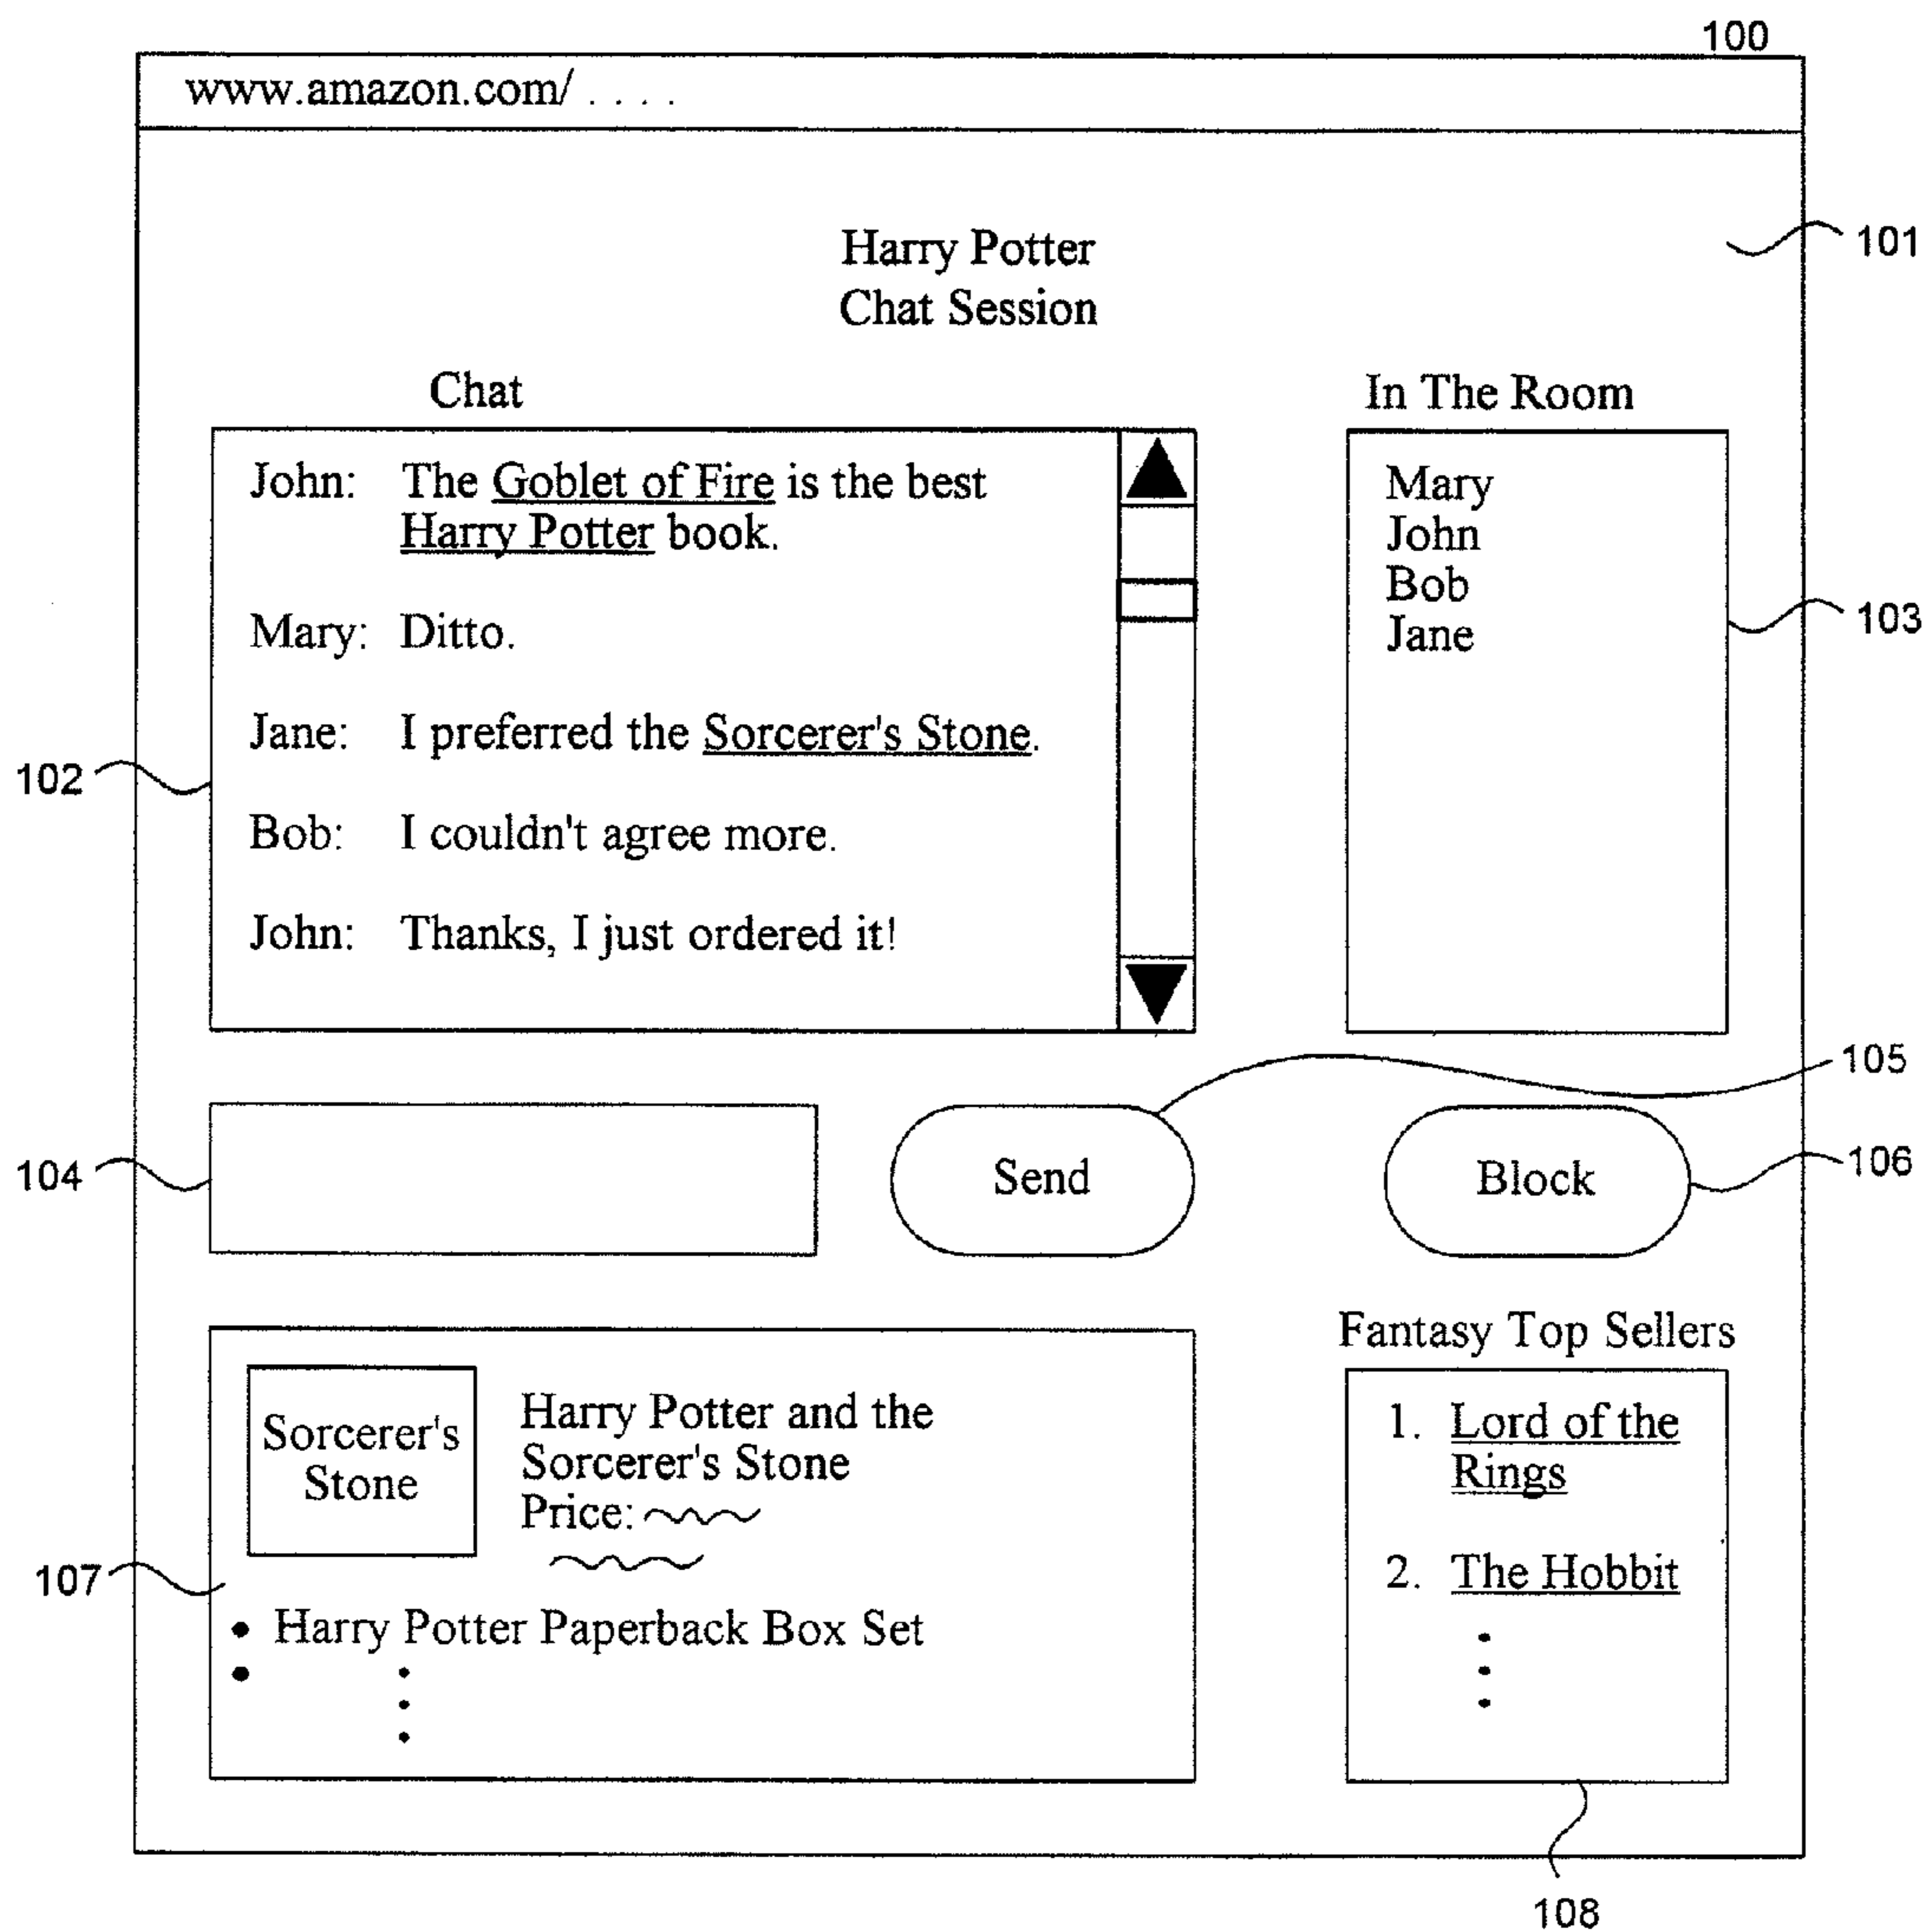 100
www.amazon.com/ . . . .
101
Harry Potter
Chat Session
Chat
John: The Goblet of Fire is the best
Harry Potter book.
Mary: Ditto.
Jane: I preferred the Sorcerer's Stone.
Bob: I couldn't agree more.
John: Thanks, I just ordered it!
102
In The Room
Mary
John
Bob
Jane
103
104
Send
105
Block
106
Sorcerer's
Stone
Harry Potter and the
Sorcerer's Stone
Price:
107
• Harry Potter Paperback Box Set
•
Fantasy Top Sellers
1. Lord of the
Rings
2. The Hobbit
108